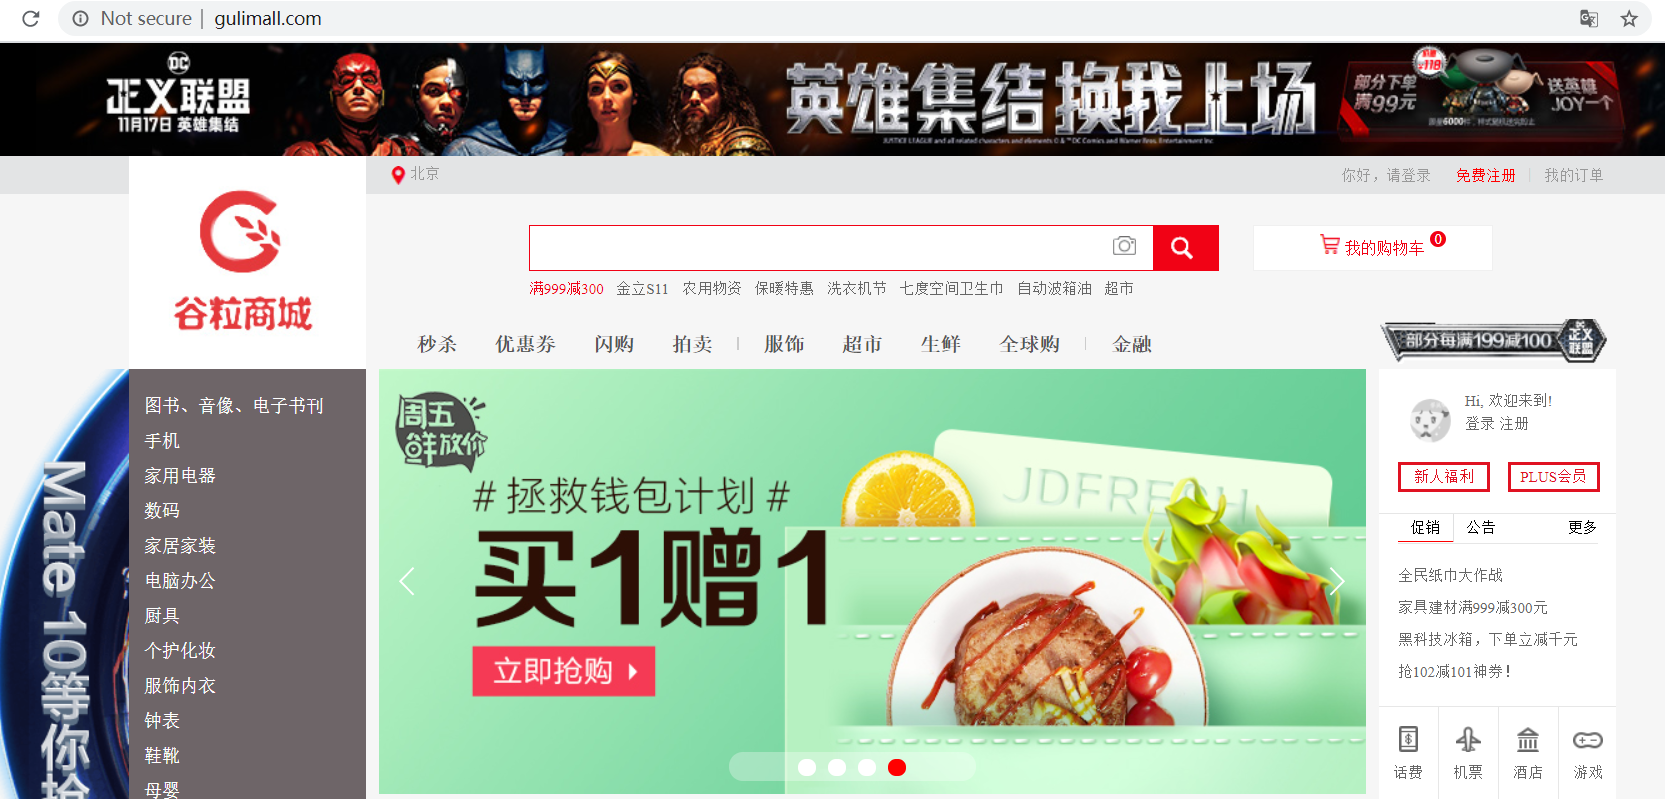 Not secure | gulimall.com
DC
正义联盟
11月17日 英雄集结
英雄集结 换我上场
部分下单
满99元
送英雄
JOY一个
北京
你好，请登录 免费注册 我的订单
谷粒商城
我的购物车 0
满999减300 金立S11 农用物资 保暖特惠 洗衣机节 七度空间卫生巾 自动波箱油 超市
秒杀 优惠券 闪购 拍卖 服饰 超市 生鲜 全球购 金融
部分每满199减100
DC
正义
联盟
图书、音像、电子书刊
手机
家用电器
数码
家居家装
电脑办公
厨具
个护化妆
服饰内衣
钟表
鞋靴
母婴
Mate 10等你抢
周五
鲜放价
# 拯救钱包计划 #
买1赠1
立即抢购
JDFRESH
Hi, 欢迎来到!
登录 注册
新人福利 PLUS会员
促销 公告 更多
全民纸巾大作战
家具建材满999减300元
黑科技冰箱，下单立减千元
抢102减101神券！
话费 机票 酒店 游戏